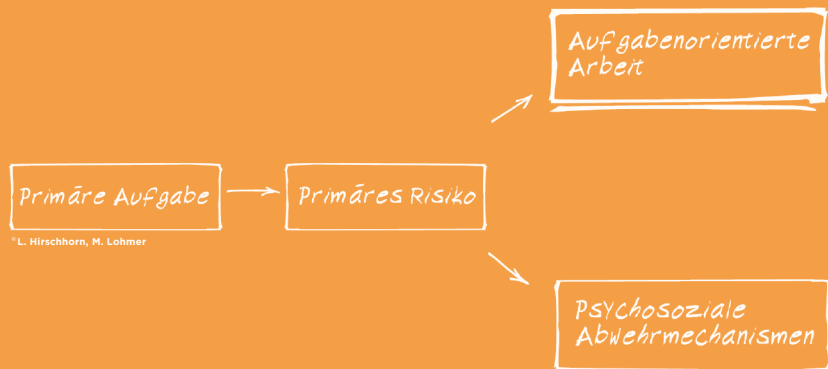 Aufgabenorientierte
Arbeit
Primäre Aufgabe
Primäres Risiko
©L. Hirschhorn, M. Lohmer
Psychosoziale
Abwehrmechanismen